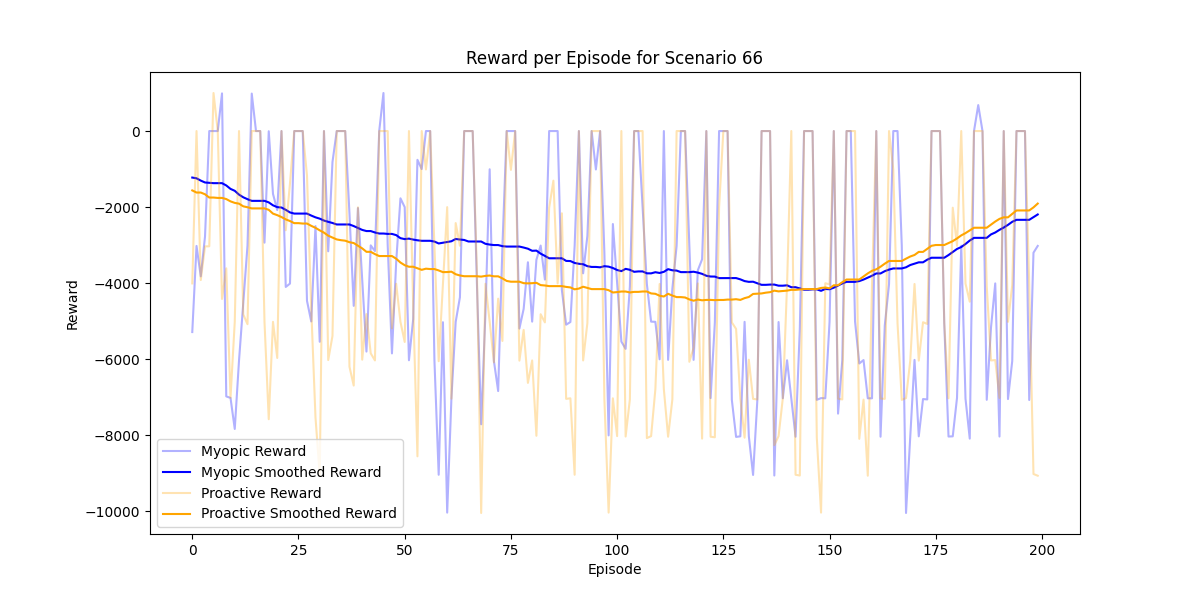 Reward per Episode for Scenario 66
Reward
0
−2000
−4000
−6000
−8000
−10000
Myopic Reward
Myopic Smoothed Reward
Proactive Reward
Proactive Smoothed Reward
0 25 50 75 100 125 150 175 200
Episode